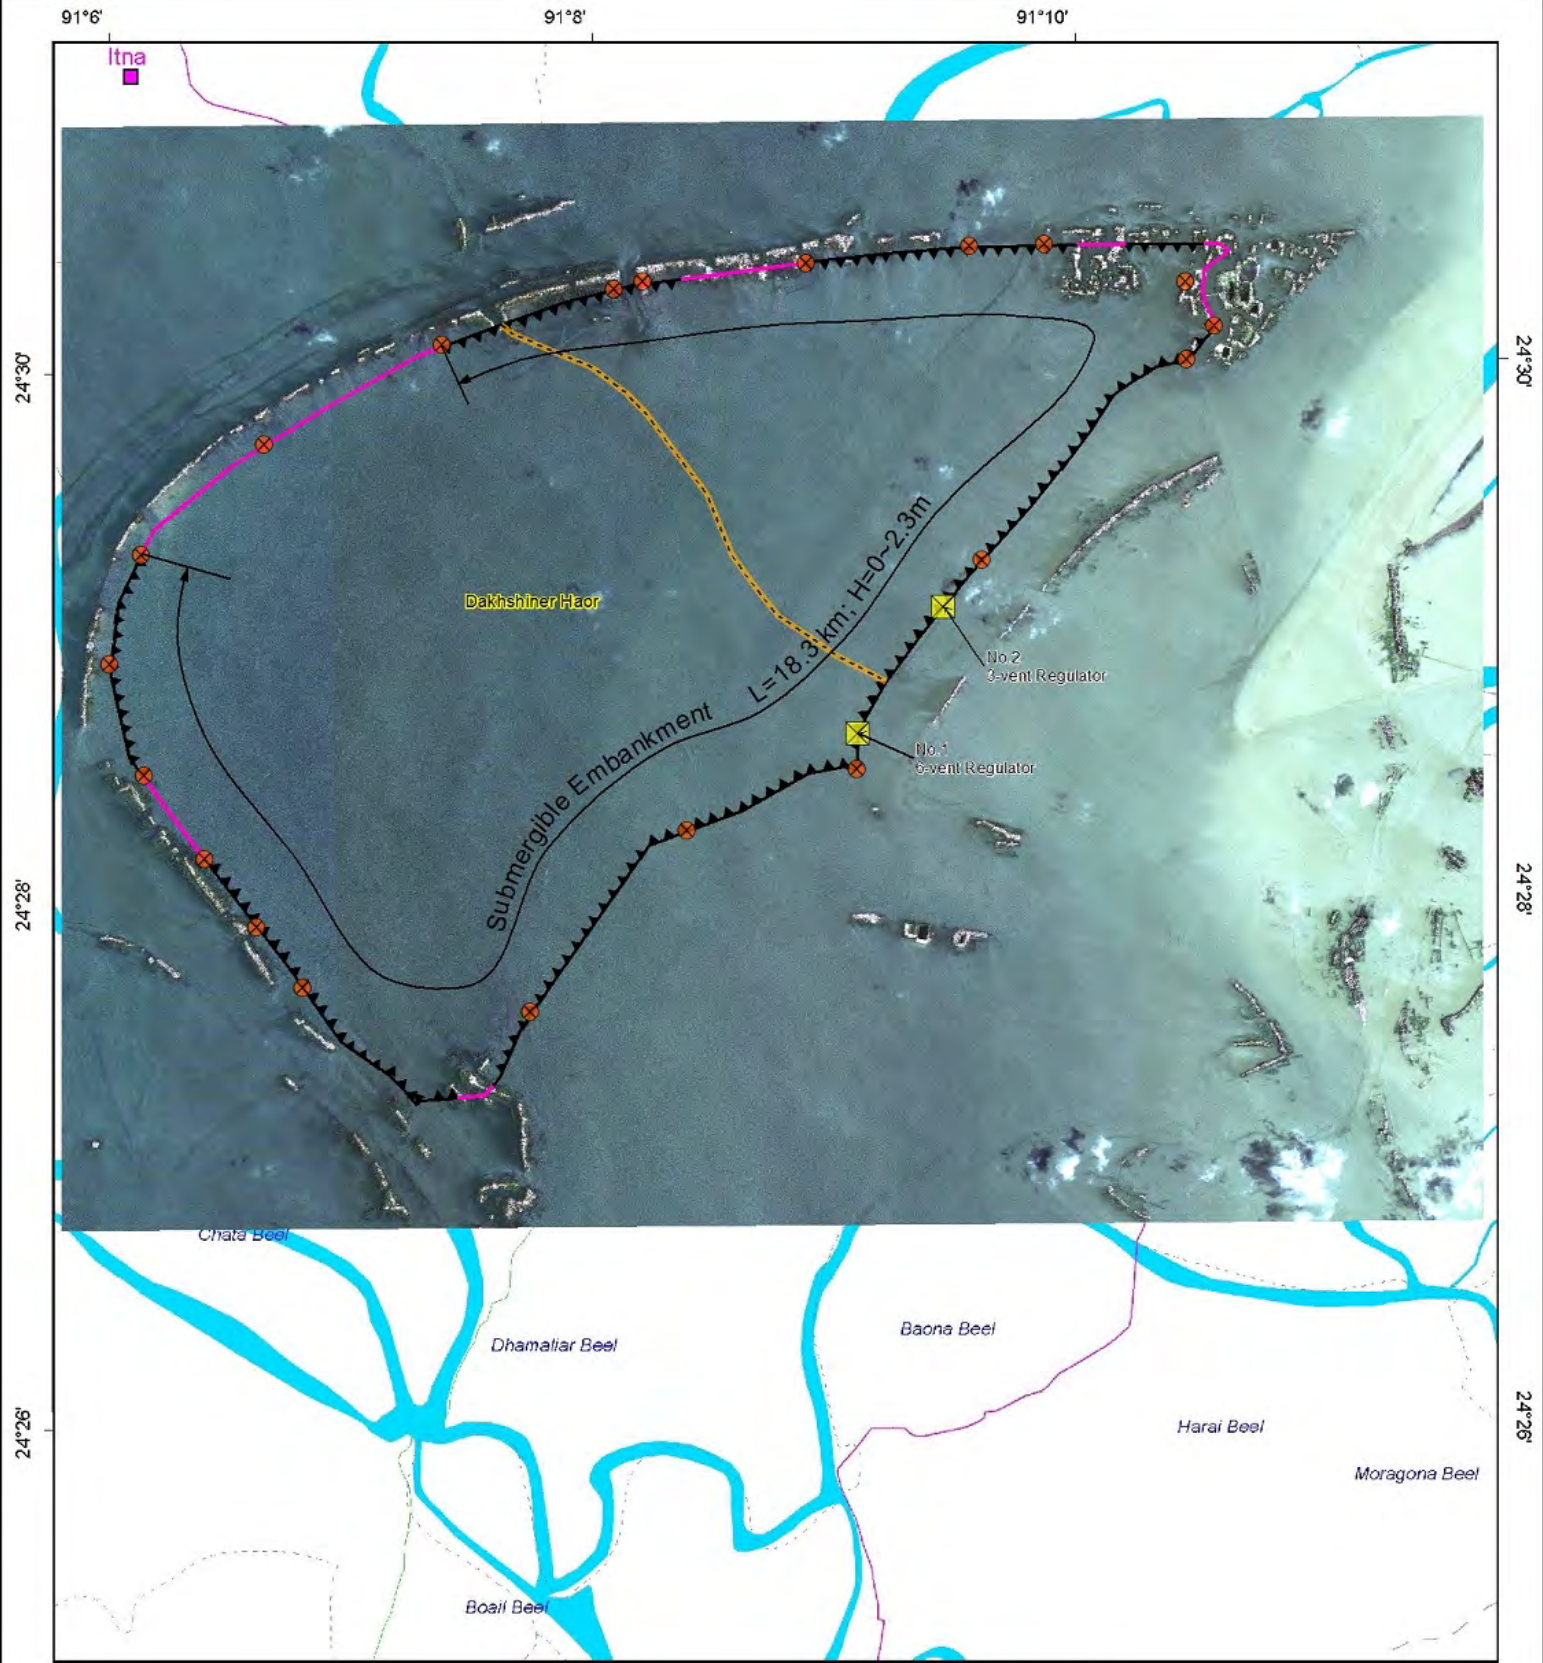 91°6'
91°8'
91°10'
Itna
24°30'
24°30'
Dakhshiner Haor
L=18.3 km; H=0~2.3m
Submergible Embankment
No.2
3-vent Regulator
No.1
6-vent Regulator
24°28'
24°28'
Chata Beel
Dhamaliar Beel
Baona Beel
24°26'
24°26'
Harai Beel
Moragona Beel
Boail Beel